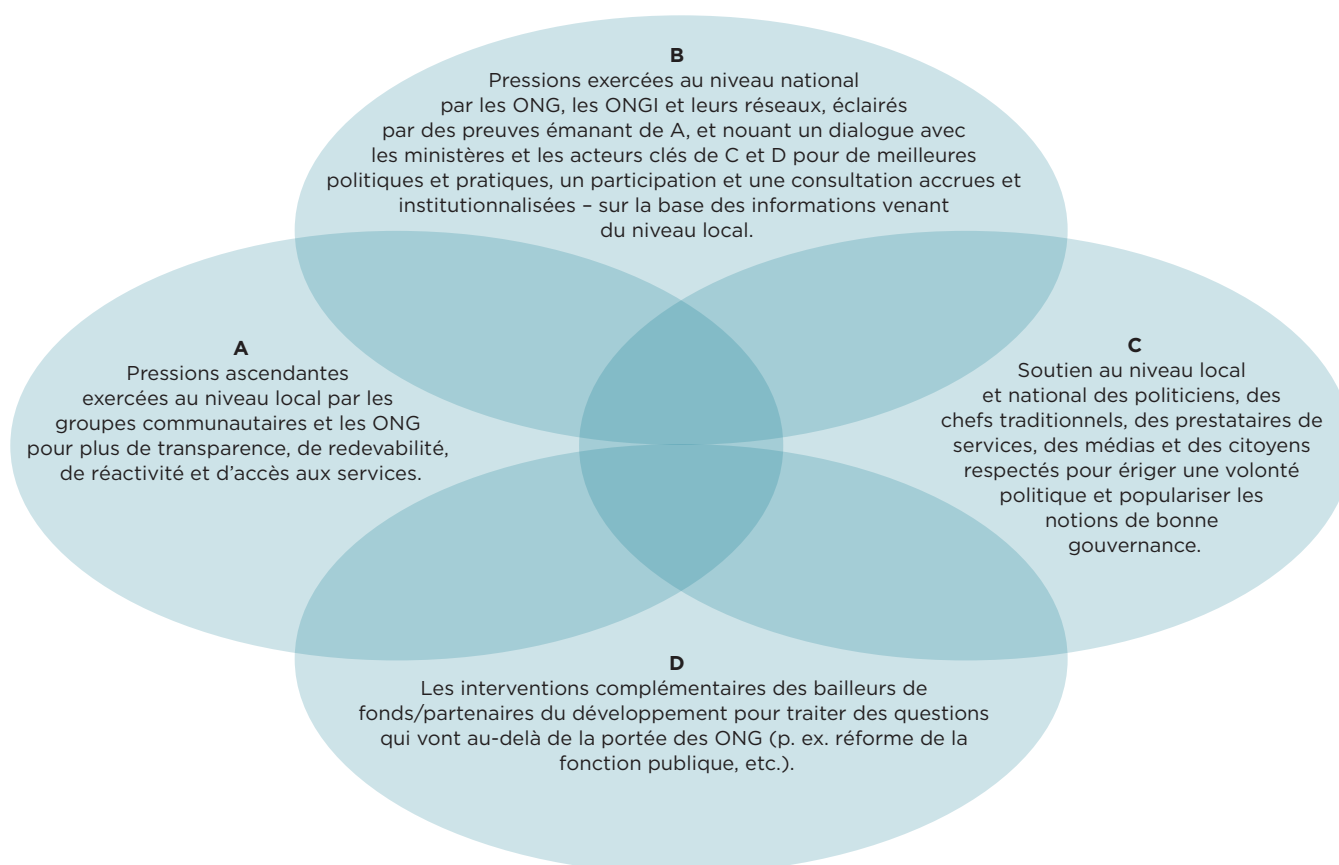 B
Pressions exercées au niveau national
par les ONG, les ONGI et leurs réseaux, éclairés
par des preuves émanant de A, et nouant un dialogue avec
les ministères et les acteurs clés de C et D pour de meilleures
politiques et pratiques, un participation et une consultation accrues et
institutionnalisées – sur la base des informations venant
du niveau local.
A
Pressions ascendantes
exercées au niveau local par les
groupes communautaires et les ONG
pour plus de transparence, de redevabilité,
de réactivité et d’accès aux services.
C
Soutien au niveau local
et national des politiciens, des
chefs traditionnels, des prestataires de
services, des médias et des citoyens
respectés pour ériger une volonté
politique et populariser les
notions de bonne
gouvernance.
D
Les interventions complémentaires des bailleurs de
fonds/partenaires du développement pour traiter des questions
qui vont au-delà de la portée des ONG (p. ex. réforme de la
fonction publique, etc.).